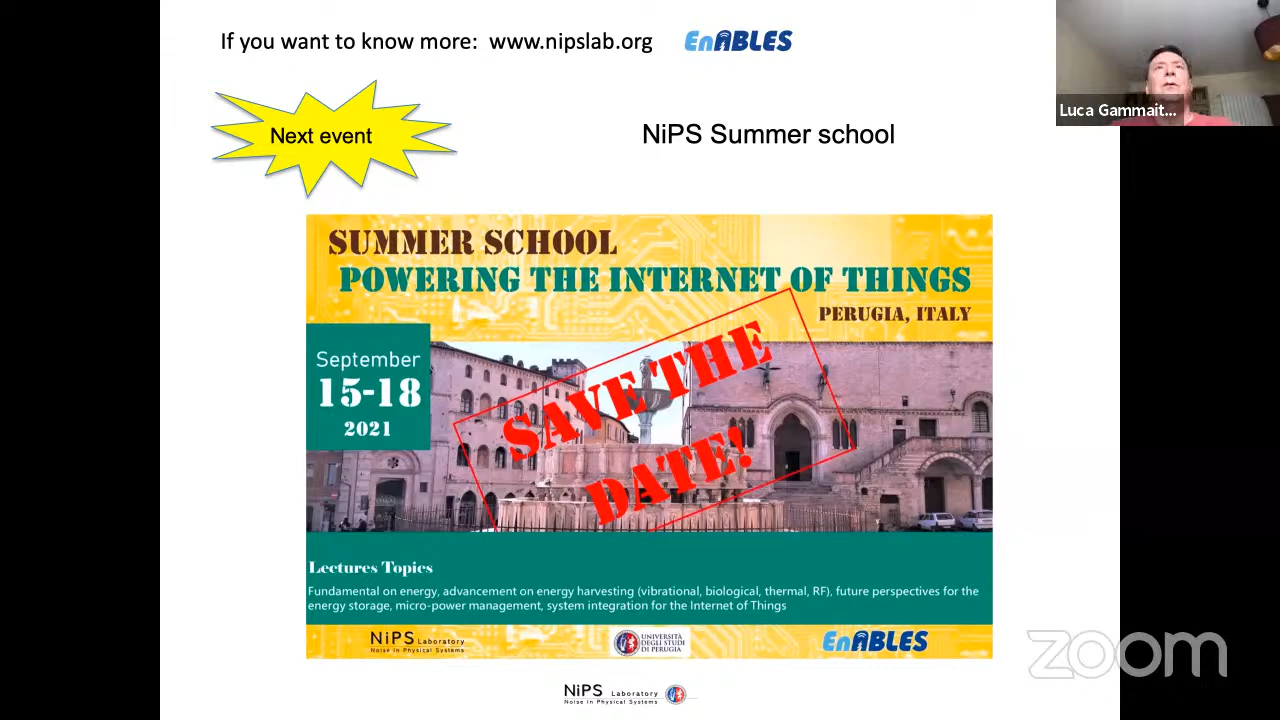 If you want to know more: www.nipslab.org
EnABLES
Luca Gammait...
Next event
NiPS Summer school
SUMMER SCHOOL
POWERING THE INTERNET OF THINGS
PERUGIA, ITALY
September
15-18
2021
SAVE THE
DATE!
Lectures Topics
Fundamental on energy, advancement on energy harvesting (vibrational, biological, thermal, RF), future perspectives for the
energy storage, micro-power management, system integration for the Internet of Things
NiPS Laboratory
Noise in Physical Systems
UNIVERSITÀ
DEGLI STUDI
DI PERUGIA
EnABLES
zoom
NiPS Laboratory
Noise in Physical Systems